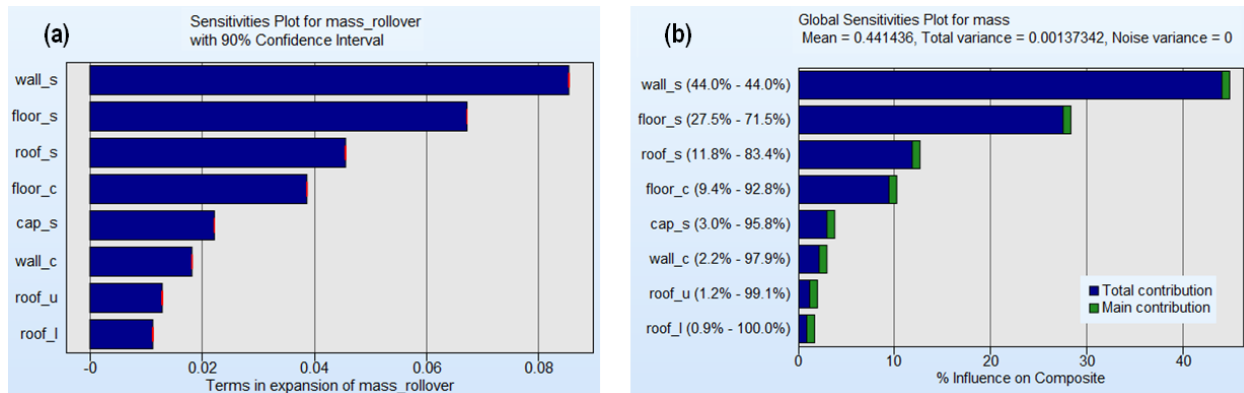 (a)
Sensitivities Plot for mass_rollover
with 90% Confidence Interval
wall_s
floor_s
roof_s
floor_c
cap_s
wall_c
roof_u
roof_l
-0
0.02
0.04
0.06
0.08
Terms in expansion of mass_rollover
(b)
Global Sensitivities Plot for mass
Mean = 0.441436, Total variance = 0.00137342, Noise variance = 0
wall_s (44.0% - 44.0%)
floor_s (27.5% - 71.5%)
roof_s (11.8% - 83.4%)
floor_c (9.4% - 92.8%)
cap_s (3.0% - 95.8%)
wall_c (2.2% - 97.9%)
roof_u (1.2% - 99.1%)
roof_l (0.9% - 100.0%)
Total contribution
Main contribution
0
10
20
30
40
% Influence on Composite